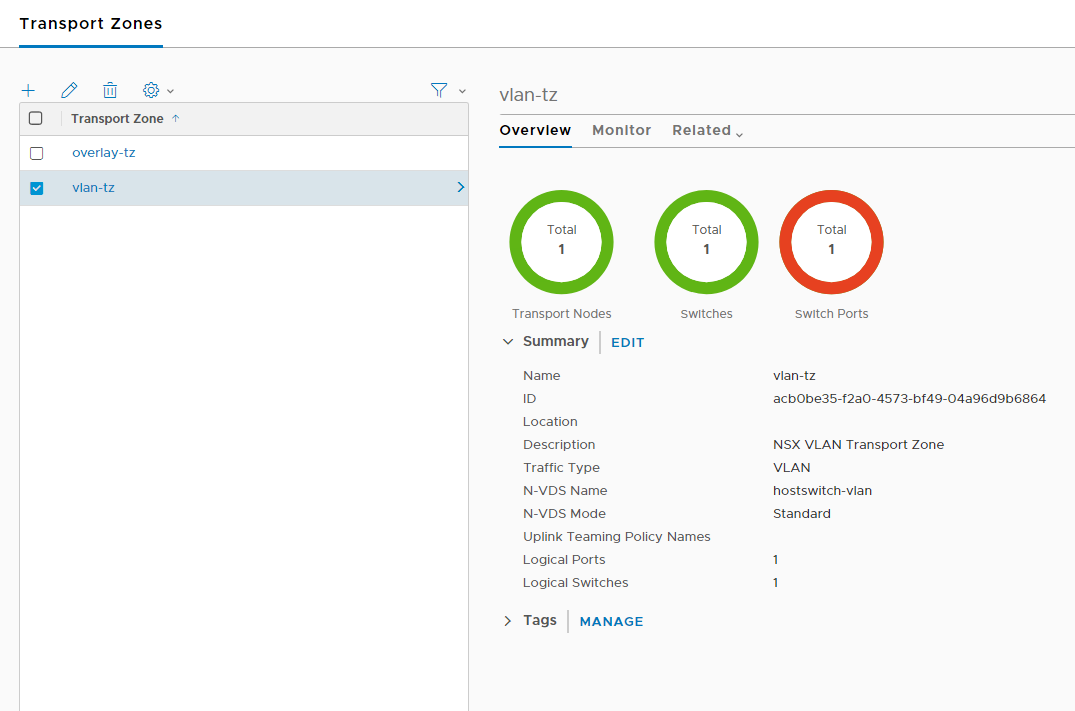 Transport Zones
Transport Zone
overlay-tz
vlan-tz
vlan-tz
Overview Monitor Related
Total Total Total
1 1 1
Transport Nodes Switches Switch Ports
Summary EDIT
Name vlan-tz
ID acb0be35-f2a0-4573-bf49-04a96d9b6864
Location
Description NSX VLAN Transport Zone
Traffic Type VLAN
N-VDS Name hostswitch-vlan
N-VDS Mode Standard
Uplink Teaming Policy Names
Logical Ports 1
Logical Switches 1
Tags MANAGE